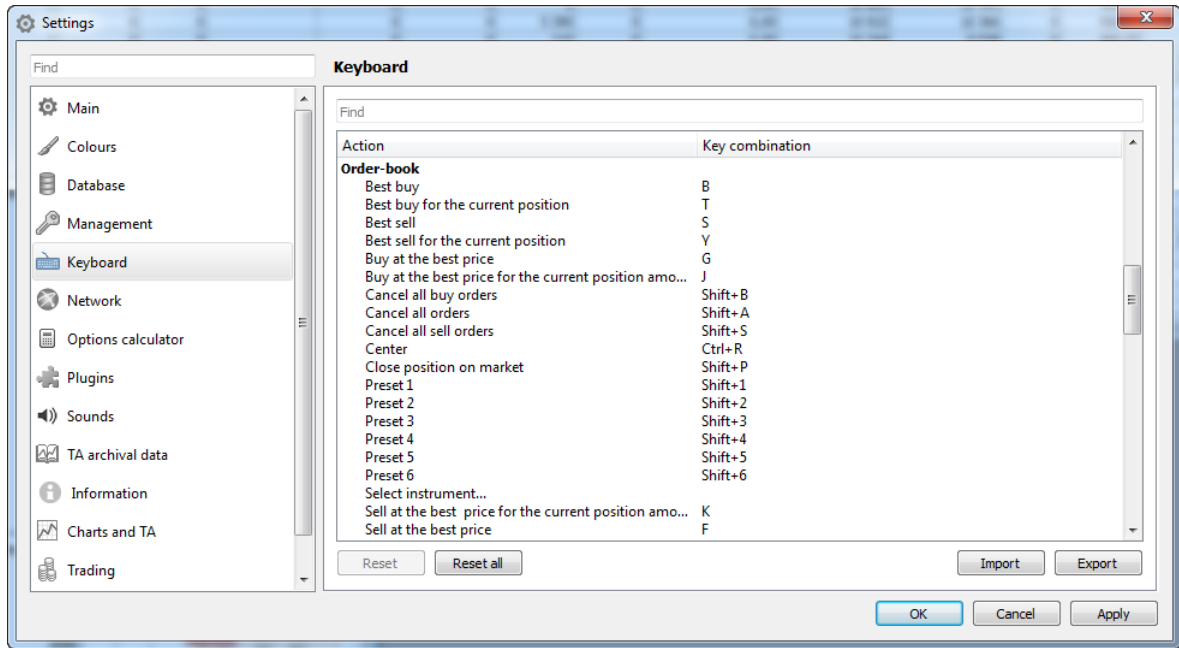 Settings
Find
Main
Colours
Database
Management
Keyboard
Network
Options calculator
Plugins
Sounds
TA archival data
Information
Charts and TA
Trading
Keyboard
Find
Action Key combination
Order-book
Best buy B
Best buy for the current position T
Best sell S
Best sell for the current position Y
Buy at the best price G
Buy at the best price for the current position amo... J
Cancel all buy orders Shift+B
Cancel all orders Shift+A
Cancel all sell orders Shift+S
Center Ctrl+R
Close position on market Shift+P
Preset 1 Shift+1
Preset 2 Shift+2
Preset 3 Shift+3
Preset 4 Shift+4
Preset 5 Shift+5
Preset 6 Shift+6
Select instrument...
Sell at the best price for the current position amo... K
Sell at the best price F
Reset Reset all Import Export
OK Cancel Apply